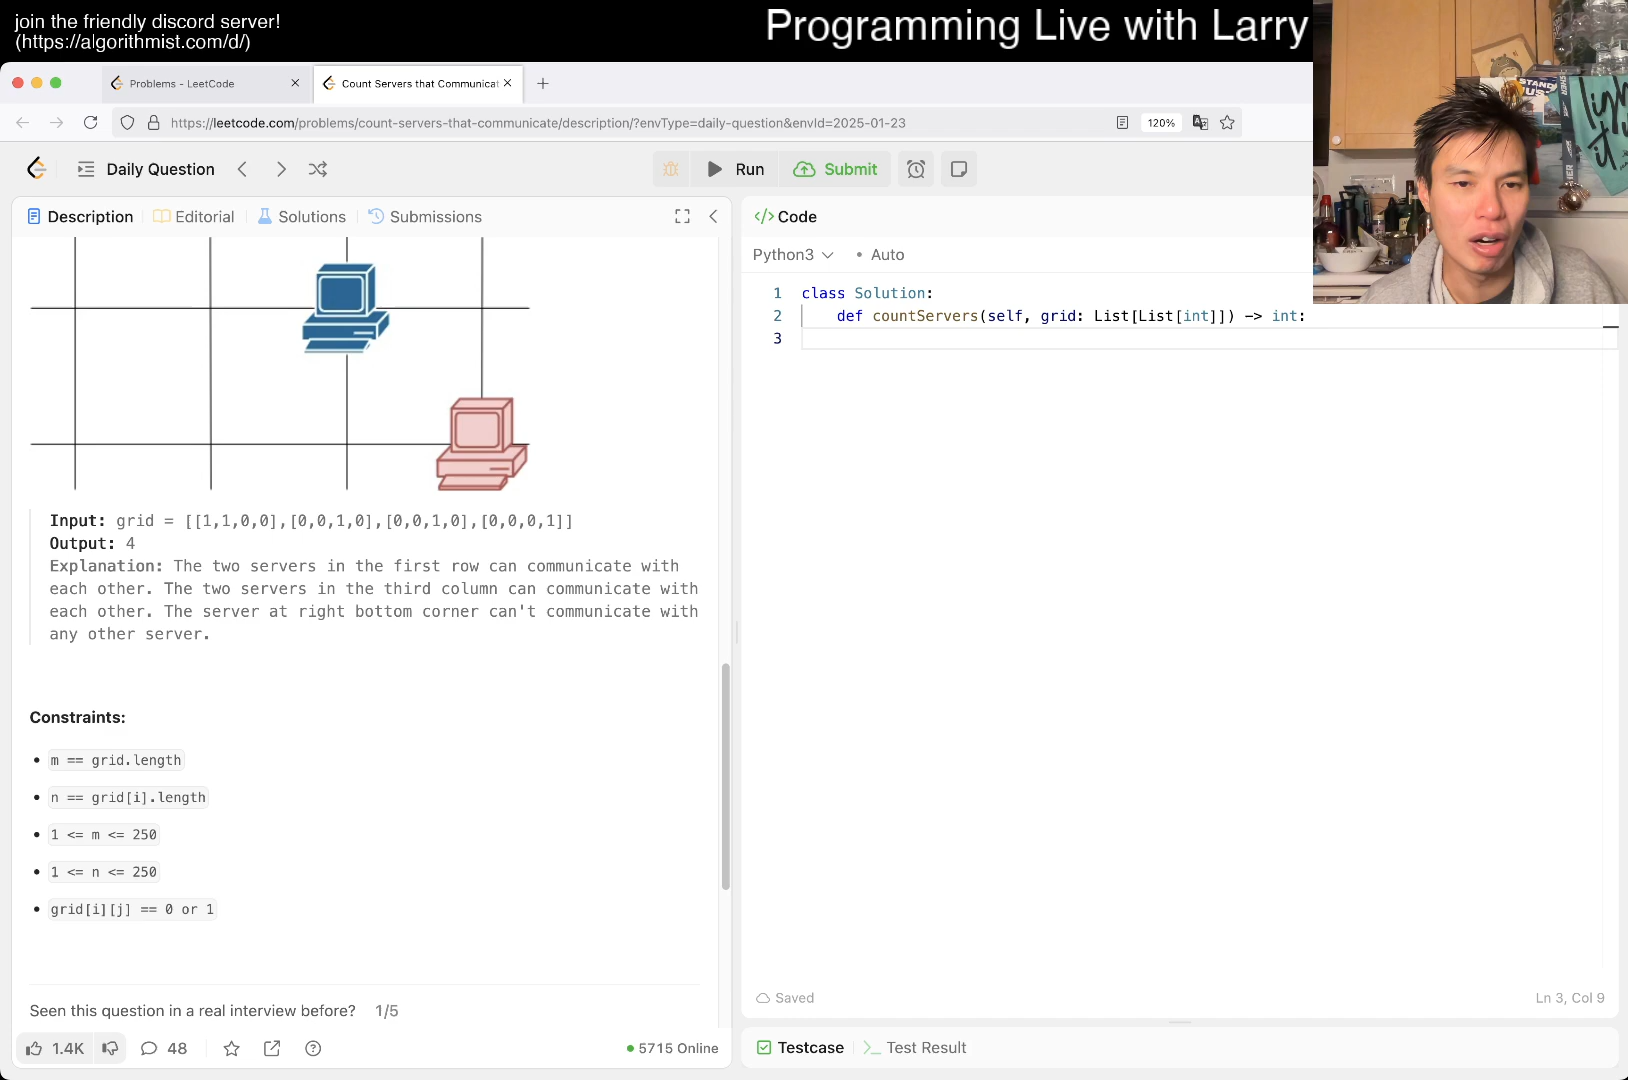 join the friendly discord server!
(https://algorithmist.com/d/)
Programming Live with Larry
Problems - LeetCode
Count Servers that Communicat
https://leetcode.com/problems/count-servers-that-communicate/description/?envType=daily-question&envId=2025-01-23
120%
Daily Question
Run
Submit
Description
Editorial
Solutions
Submissions
</> Code
Python3
Auto
1 class Solution:
2 def countServers(self, grid: List[List[int]]) -> int:
3
Input: grid = [[1,1,0,0],[0,0,1,0],[0,0,1,0],[0,0,0,1]]
Output: 4
Explanation: The two servers in the first row can communicate with
each other. The two servers in the third column can communicate with
each other. The server at right bottom corner can't communicate with
any other server.
Constraints:
• m == grid.length
• n == grid[i].length
• 1 <= m <= 250
• 1 <= n <= 250
• grid[i][j] == 0 or 1
Seen this question in a real interview before? 1/5
1.4K
48
5715 Online
Saved
Ln 3, Col 9
Testcase
Test Result